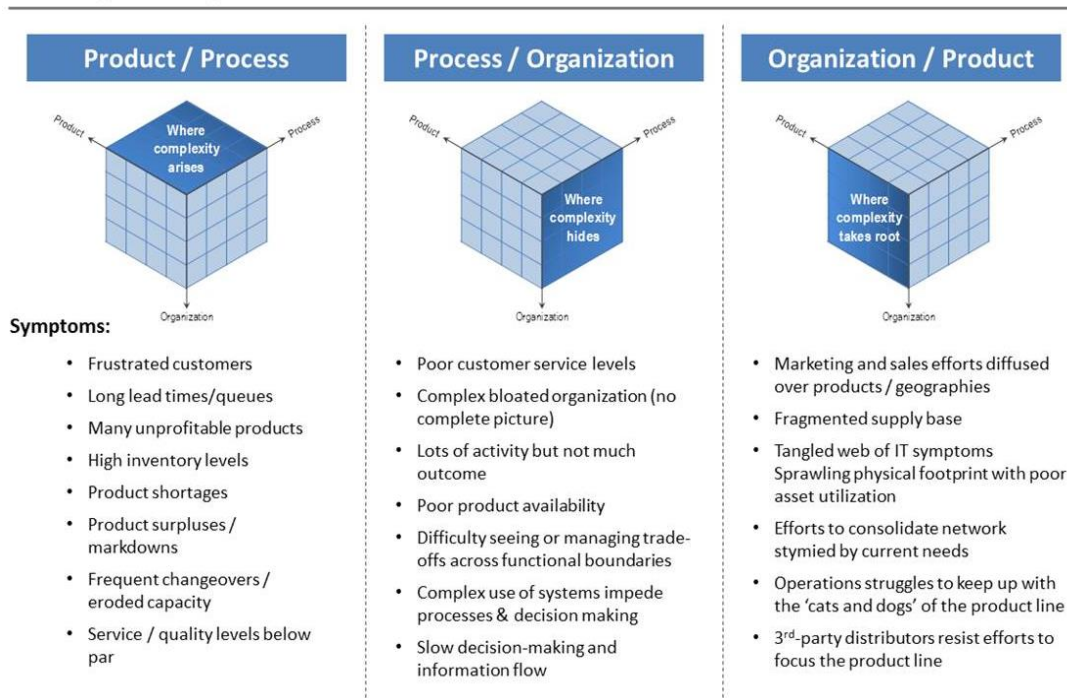 Product / Process
Product
Process
Where
complexity
arises
Organization
Symptoms:
• Frustrated customers
• Long lead times/queues
• Many unprofitable products
• High inventory levels
• Product shortages
• Product surpluses /
markdowns
• Frequent changeovers /
eroded capacity
• Service / quality levels below
par
Process / Organization
Product
Process
Where
complexity
hides
Organization
• Poor customer service levels
• Complex bloated organization (no
complete picture)
• Lots of activity but not much
outcome
• Poor product availability
• Difficulty seeing or managing trade-
offs across functional boundaries
• Complex use of systems impede
processes & decision making
• Slow decision-making and
information flow
Organization / Product
Product
Process
Where
complexity
takes root
Organization
• Marketing and sales efforts diffused
over products / geographies
• Fragmented supply base
• Tangled web of IT symptoms
Sprawling physical footprint with poor
asset utilization
• Efforts to consolidate network
stymied by current needs
• Operations struggles to keep up with
the ‘cats and dogs’ of the product line
• 3rd-party distributors resist efforts to
focus the product line